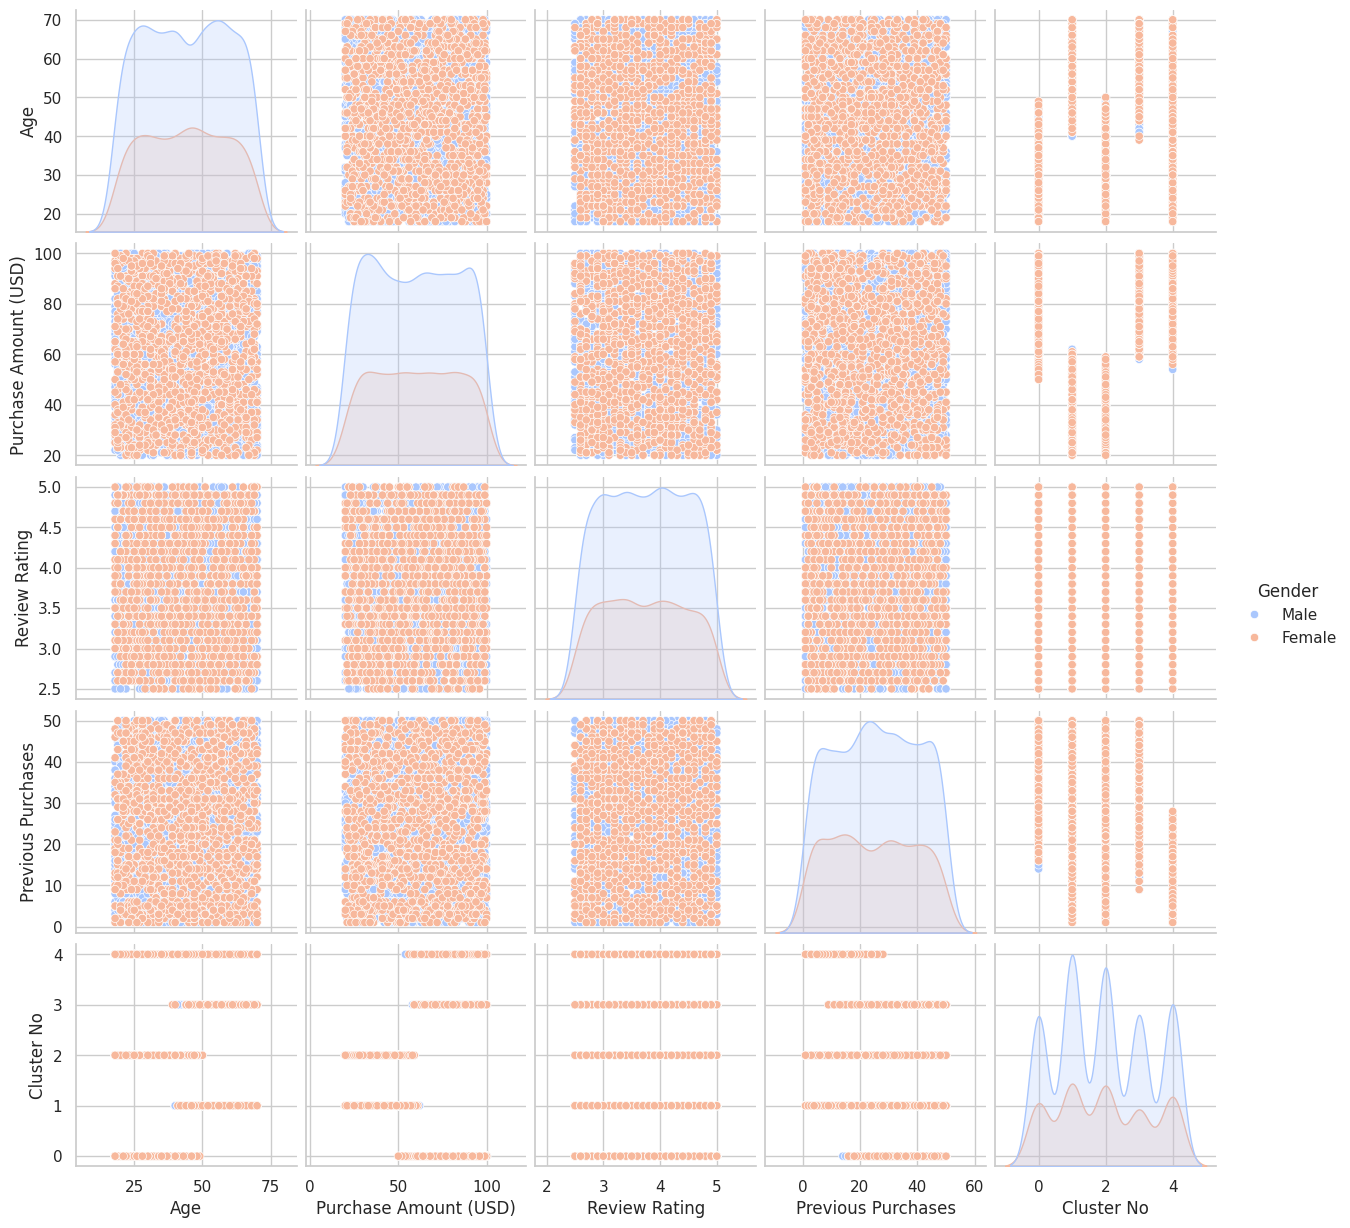 70
60
50
40
30
20
Age
100
80
60
40
20
Purchase Amount (USD)
5.0
4.5
4.0
3.5
3.0
2.5
Review Rating
Gender
Male
Female
50
40
30
20
10
0
Previous Purchases
4
3
2
1
0
Cluster No
25 50 75
Age
0 50 100
Purchase Amount (USD)
2 3 4 5
Review Rating
0 20 40 60
Previous Purchases
0 2 4
Cluster No